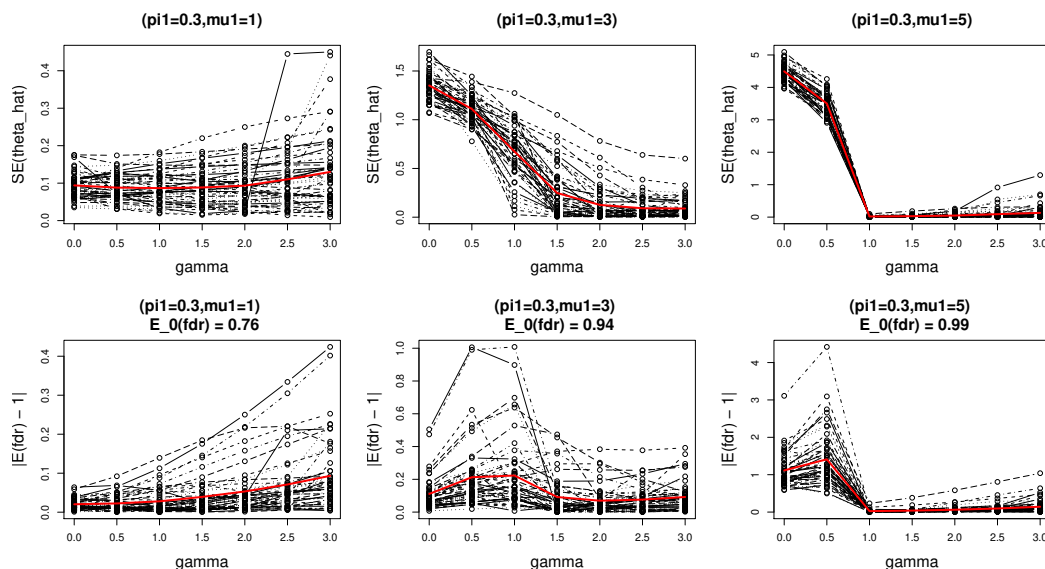 (pi1=0.3,mu1=1)
SE(theta_hat)
0.0 0.1 0.2 0.3 0.4
0.0 0.5 1.0 1.5 2.0 2.5 3.0
gamma
(pi1=0.3,mu1=3)
SE(theta_hat)
0.0 0.5 1.0 1.5
0.0 0.5 1.0 1.5 2.0 2.5 3.0
gamma
(pi1=0.3,mu1=5)
SE(theta_hat)
0 1 2 3 4 5
0.0 0.5 1.0 1.5 2.0 2.5 3.0
gamma
(pi1=0.3,mu1=1)
E_0(fdr) = 0.76
|E(fdr) − 1|
0.0 0.1 0.2 0.3 0.4
0.0 0.5 1.0 1.5 2.0 2.5 3.0
gamma
(pi1=0.3,mu1=3)
E_0(fdr) = 0.94
|E(fdr) − 1|
0.0 0.2 0.4 0.6 0.8 1.0
0.0 0.5 1.0 1.5 2.0 2.5 3.0
gamma
(pi1=0.3,mu1=5)
E_0(fdr) = 0.99
|E(fdr) − 1|
0 1 2 3 4
0.0 0.5 1.0 1.5 2.0 2.5 3.0
gamma